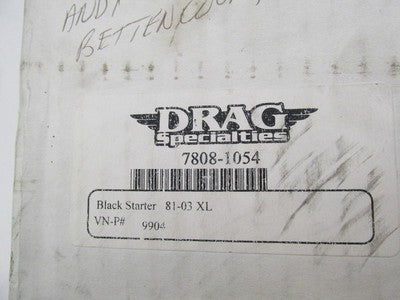 ANDY
BETTENCOURT
DRAG
Specialties
7808-1054
Black Starter 81-03 XL
VN-P# 9904